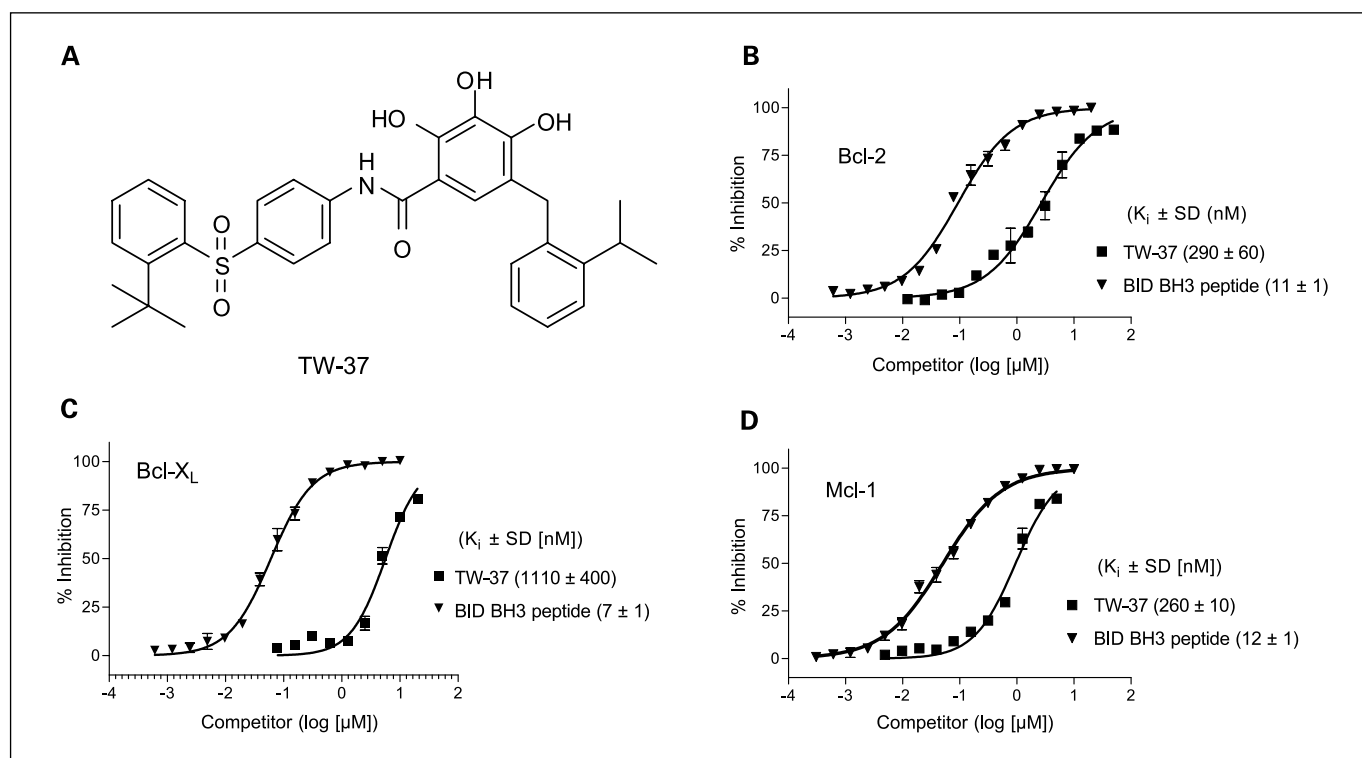 A
OH
HO
OH
H
N
O
S
O
O
TW-37
B
100
75
50
25
0
% Inhibition
Bcl-2
(Ki ± SD (nM)
TW-37 (290 ± 60)
BID BH3 peptide (11 ± 1)
-4 -3 -2 -1 0 1 2
Competitor (log [µM])
C
100
75
50
25
0
% Inhibition
Bcl-XL
(Ki ± SD [nM])
TW-37 (1110 ± 400)
BID BH3 peptide (7 ± 1)
-4 -3 -2 -1 0 1 2
Competitor (log [µM])
D
100
75
50
25
0
% Inhibition
Mcl-1
(Ki ± SD [nM])
TW-37 (260 ± 10)
BID BH3 peptide (12 ± 1)
-4 -3 -2 -1 0 1 2
Competitor (log [µM])